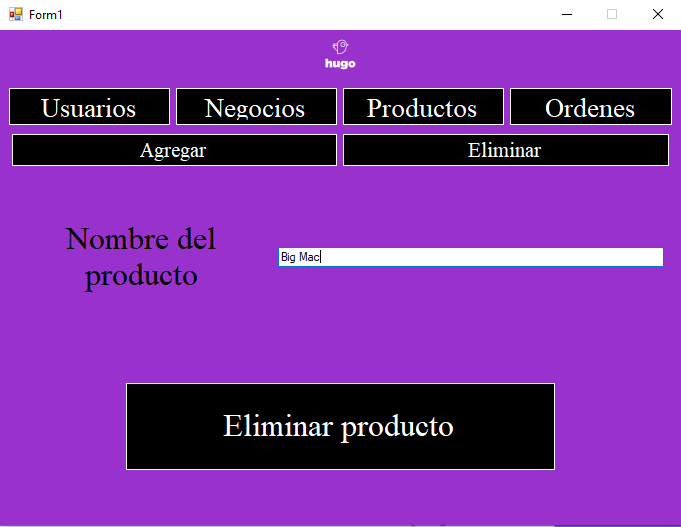 Form1
hugo
Usuarios Negocios Productos Ordenes
Agregar Eliminar
Nombre del
producto
Big Mac
Eliminar producto